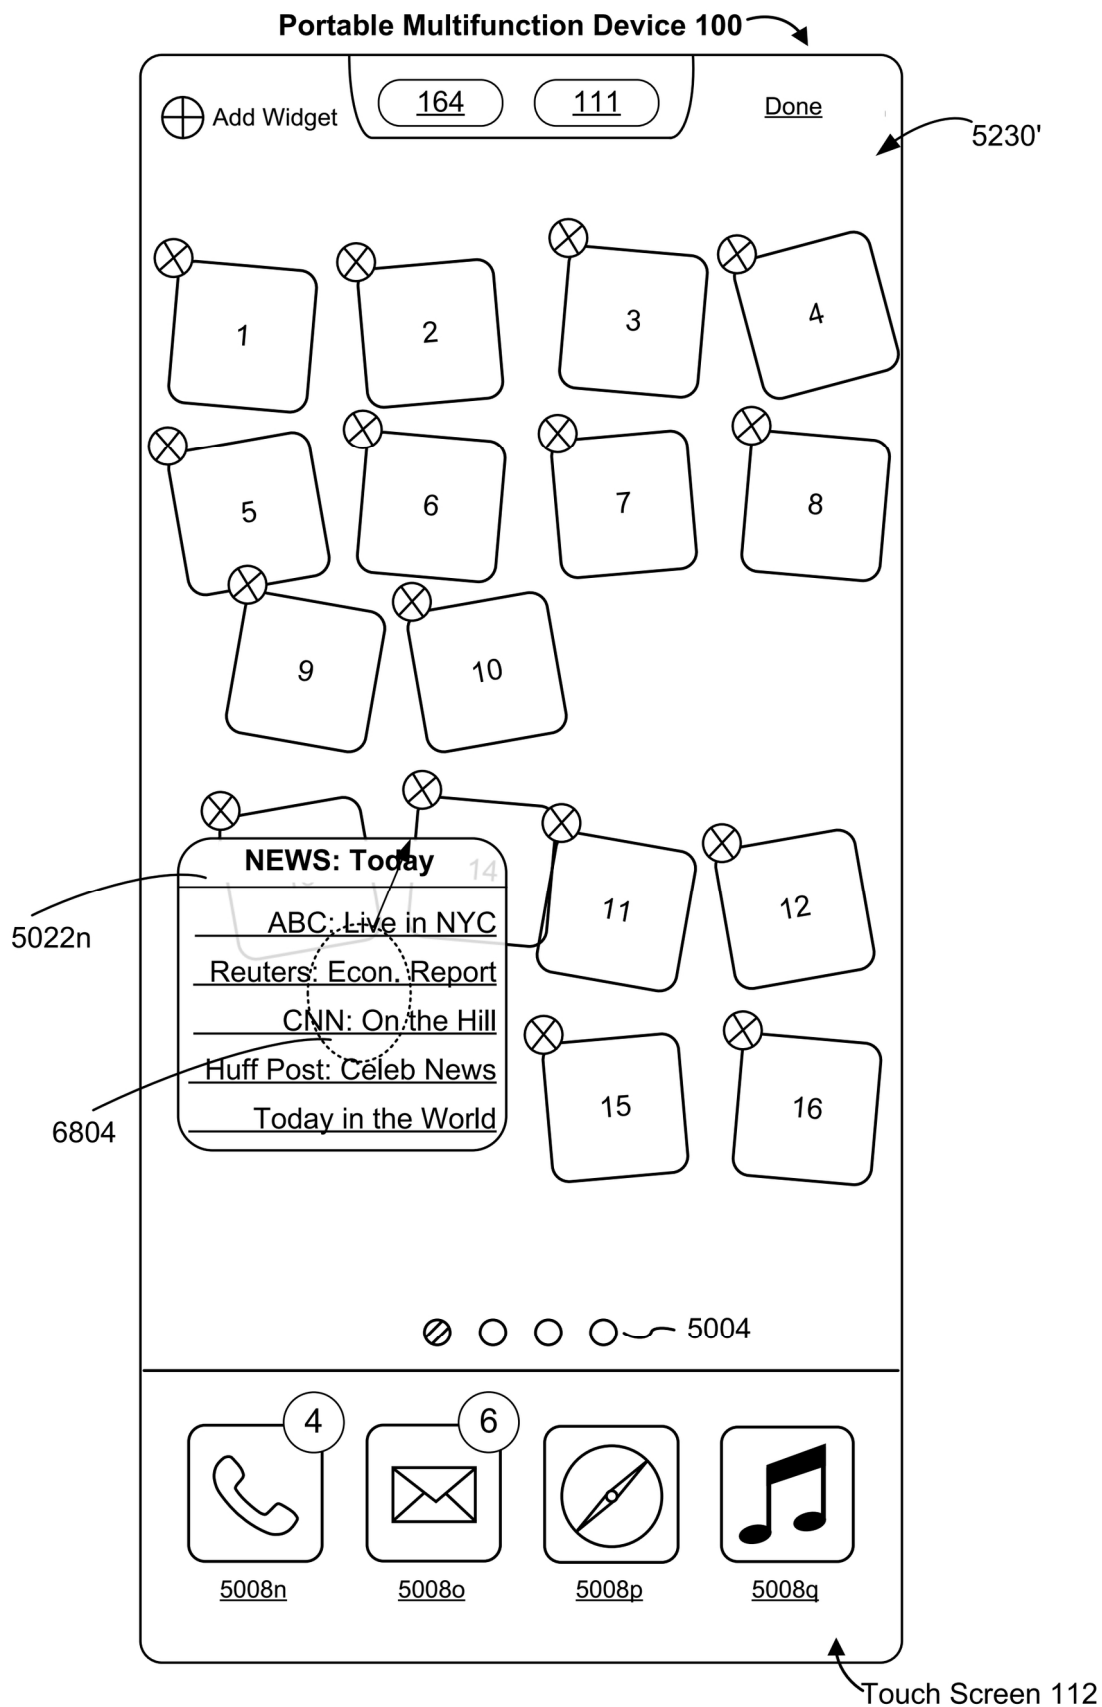 Portable Multifunction Device 100
Add Widget
164
111
Done
5230'
1
2
3
4
5
6
7
8
9
10
NEWS: Today
14
11
12
5022n
ABC: Live in NYC
Reuters: Econ. Report
CNN: On the Hill
Huff Post: Celeb News
Today in the World
6804
15
16
5004
4
6
5008n
5008o
5008p
5008q
Touch Screen 112